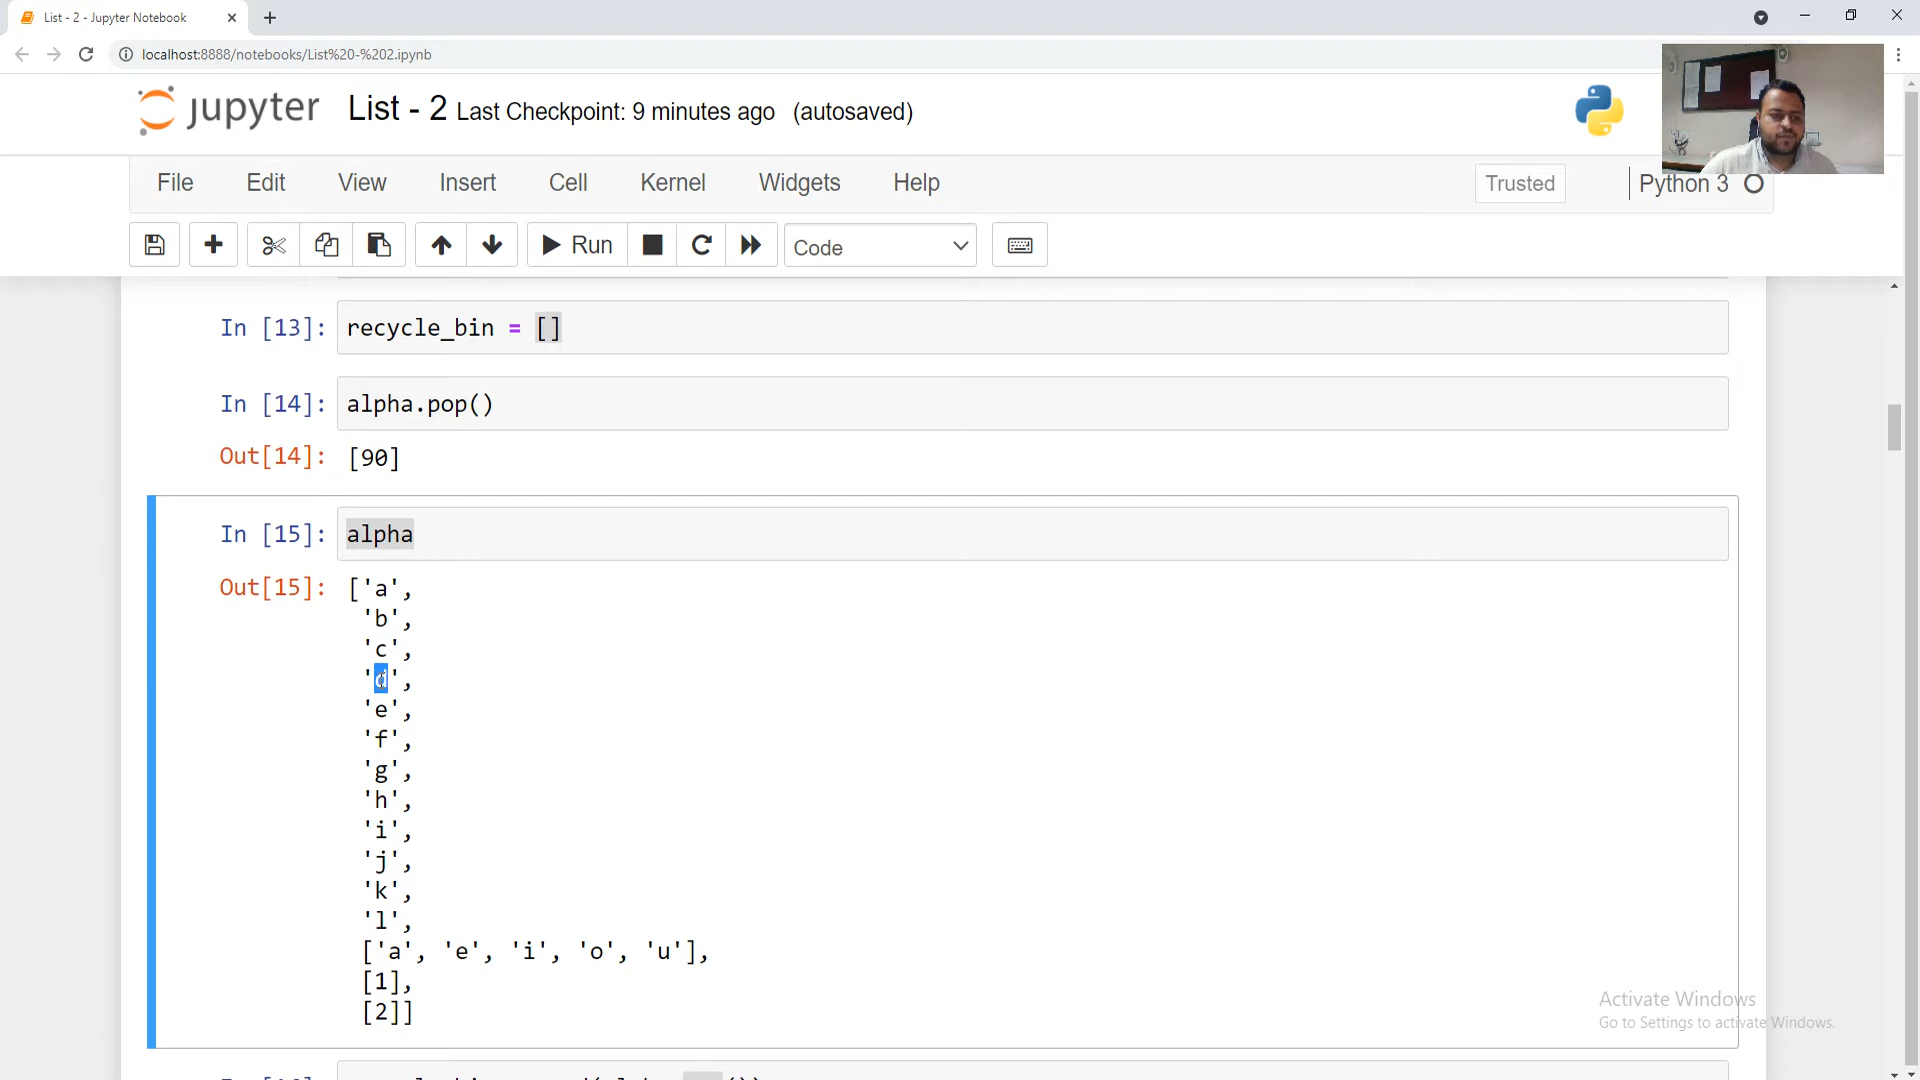 List - 2 - Jupyter Notebook
localhost:8888/notebooks/List%20-%202.ipynb
jupyter List - 2 Last Checkpoint: 9 minutes ago (autosaved)
File Edit View Insert Cell Kernel Widgets Help Trusted Python 3
Run Code
In [13]: recycle_bin = []
In [14]: alpha.pop()
Out[14]: [90]
In [15]: alpha
Out[15]: ['a',
'b',
'c',
'd',
'e',
'f',
'g',
'h',
'i',
'j',
'k',
'l',
['a', 'e', 'i', 'o', 'u'],
[1],
[2]]
Activate Windows
Go to Settings to activate Windows.